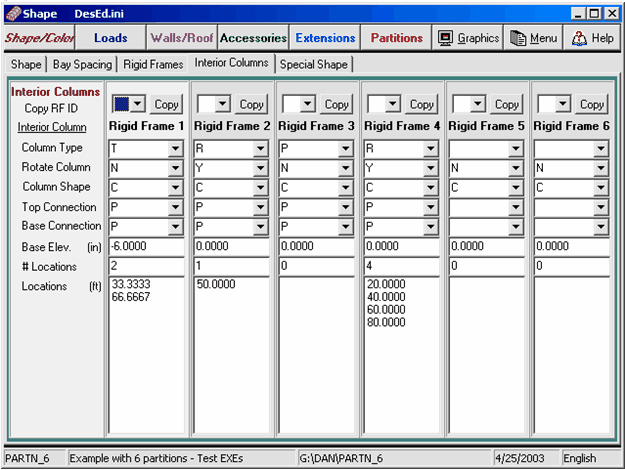 Shape DesEd.ini
Shape/Color Loads Walls/Roof Accessories Extensions Partitions Graphics Menu Help
Shape Bay Spacing Rigid Frames Interior Columns Special Shape
Interior Columns
Copy RF ID Copy Copy Copy Copy Copy Copy
Interior Column Rigid Frame 1 Rigid Frame 2 Rigid Frame 3 Rigid Frame 4 Rigid Frame 5 Rigid Frame 6
Column Type T R P R
Rotate Column N Y N Y N N
Column Shape C C C C C C
Top Connection P P P P
Base Connection P P P P
Base Elev. (in) -6.0000 0.0000 0.0000 0.0000 0.0000 0.0000
# Locations 2 1 0 4 0 0
Locations (ft) 33.3333 50.0000 20.0000
66.6667 40.0000
60.0000
80.0000
PARTN_6 Example with 6 partitions - Test EXEs G:\DAN\PARTN_6 4/25/2003 English